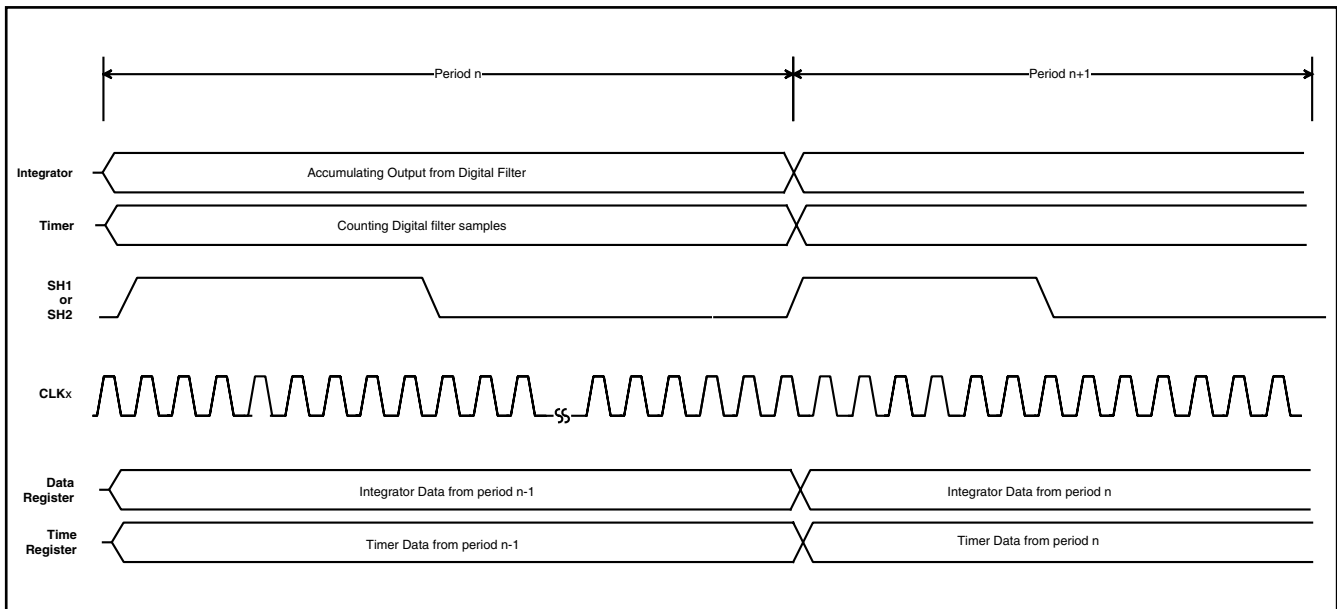 Period n
Period n+1
Integrator
Accumulating Output from Digital Filter
Timer
Counting Digital filter samples
SH1
or
SH2
CLKx
Data
Register
Integrator Data from period n-1
Integrator Data from period n
Time
Register
Timer Data from period n-1
Timer Data from period n